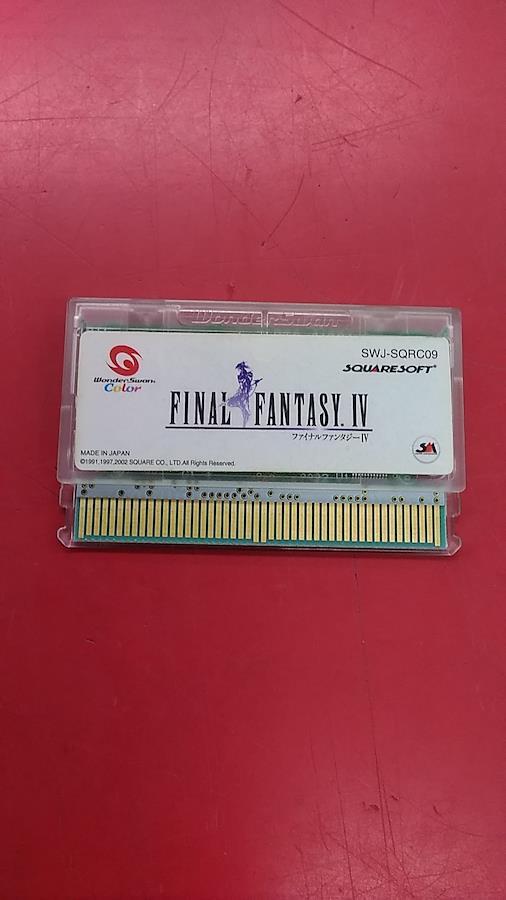 WonderSwan
WonderSwan
Color
SWJ-SQRC09
SQUARESOFT
FINAL FANTASY. IV
ファイナルファンタジーIV
MADE IN JAPAN
©1991,1997,2002 SQUARE CO., LTD.All Rights Reserved.